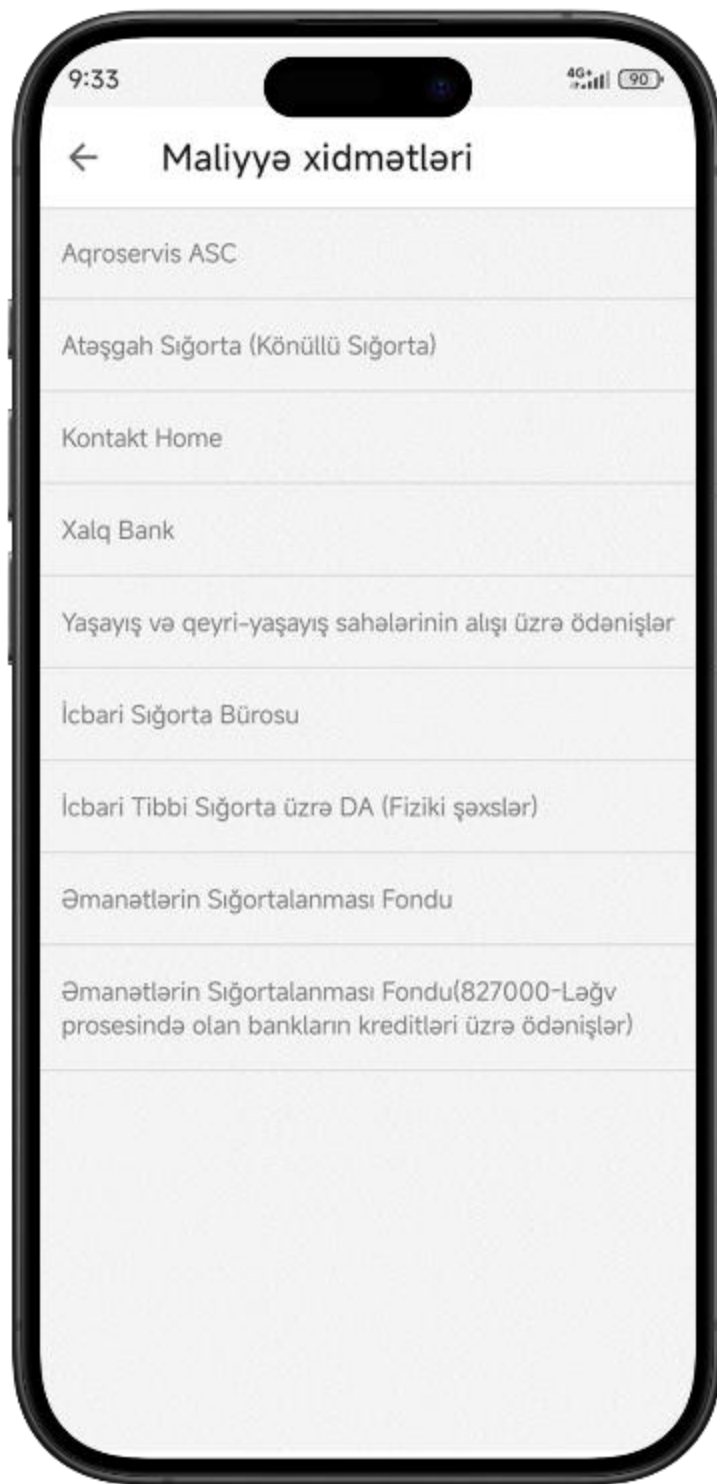 9:33
4G+
90
Maliyyə xidmətləri
Aqroservis ASC
Atəşgah Sığorta (Könüllü Sığorta)
Kontakt Home
Xalq Bank
Yaşayış və qeyri-yaşayış sahələrinin alışı üzrə ödənişlər
İcbari Sığorta Bürosu
İcbari Tibbi Sığorta üzrə DA (Fiziki şəxslər)
Əmanətlərin Sığortalanması Fondu
Əmanətlərin Sığortalanması Fondu(827000-Ləğv
prosesində olan bankların kreditləri üzrə ödənişlər)